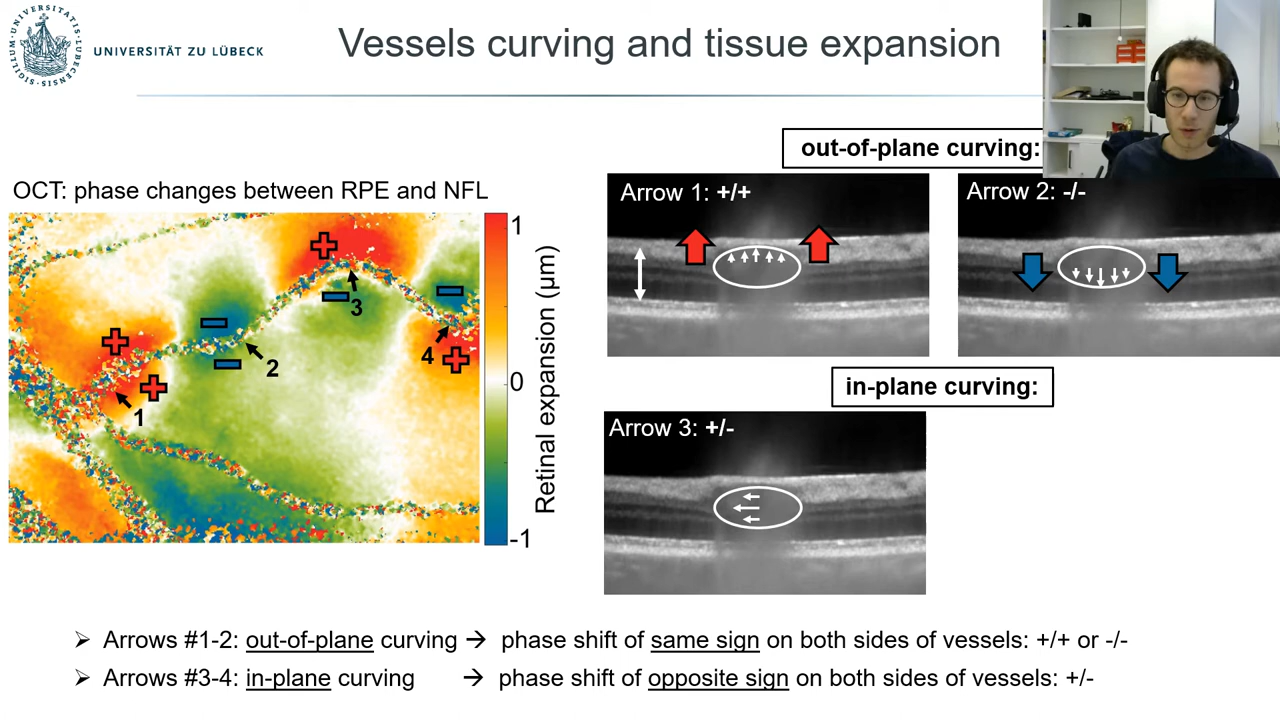 UNIVERSITATIS
LUBECENSIS
SIGILLUM
UNIVERSITÄT ZU LÜBECK
Vessels curving and tissue expansion
out-of-plane curving:
OCT: phase changes between RPE and NFL
1
0
-1
Retinal expansion (µm)
+
+
+
+
-
-
-
-
1
2
3
4
Arrow 1: +/+
Arrow 2: -/-
in-plane curving:
Arrow 3: +/-
➢ Arrows #1-2: out-of-plane curving → phase shift of same sign on both sides of vessels: +/+ or -/-
➢ Arrows #3-4: in-plane curving → phase shift of opposite sign on both sides of vessels: +/-